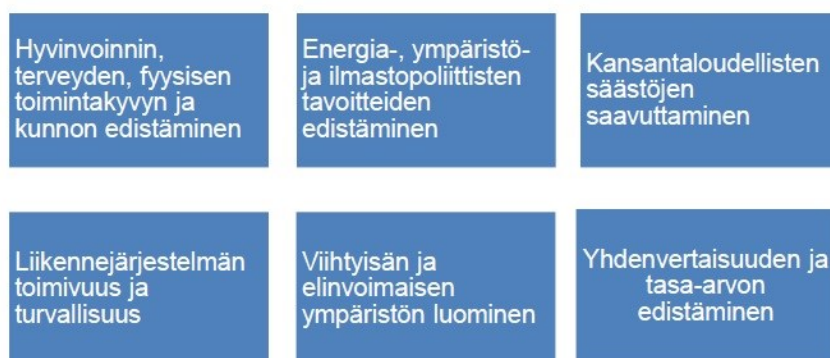 Hyvinvoinnin,
terveyden, fyysisen
toimintakyvyn ja
kunnon edistäminen
Energia-, ympäristö-
ja ilmastopoliittisten
tavoitteiden
edistäminen
Kansantaloudellisten
säästöjen
saavuttaminen
Liikennejärjestelmän
toimivuus ja
turvallisuus
Viihtyisän ja
elinvoimaisen
ympäristön luominen
Yhdenvertaisuuden ja
tasa-arvon
edistäminen